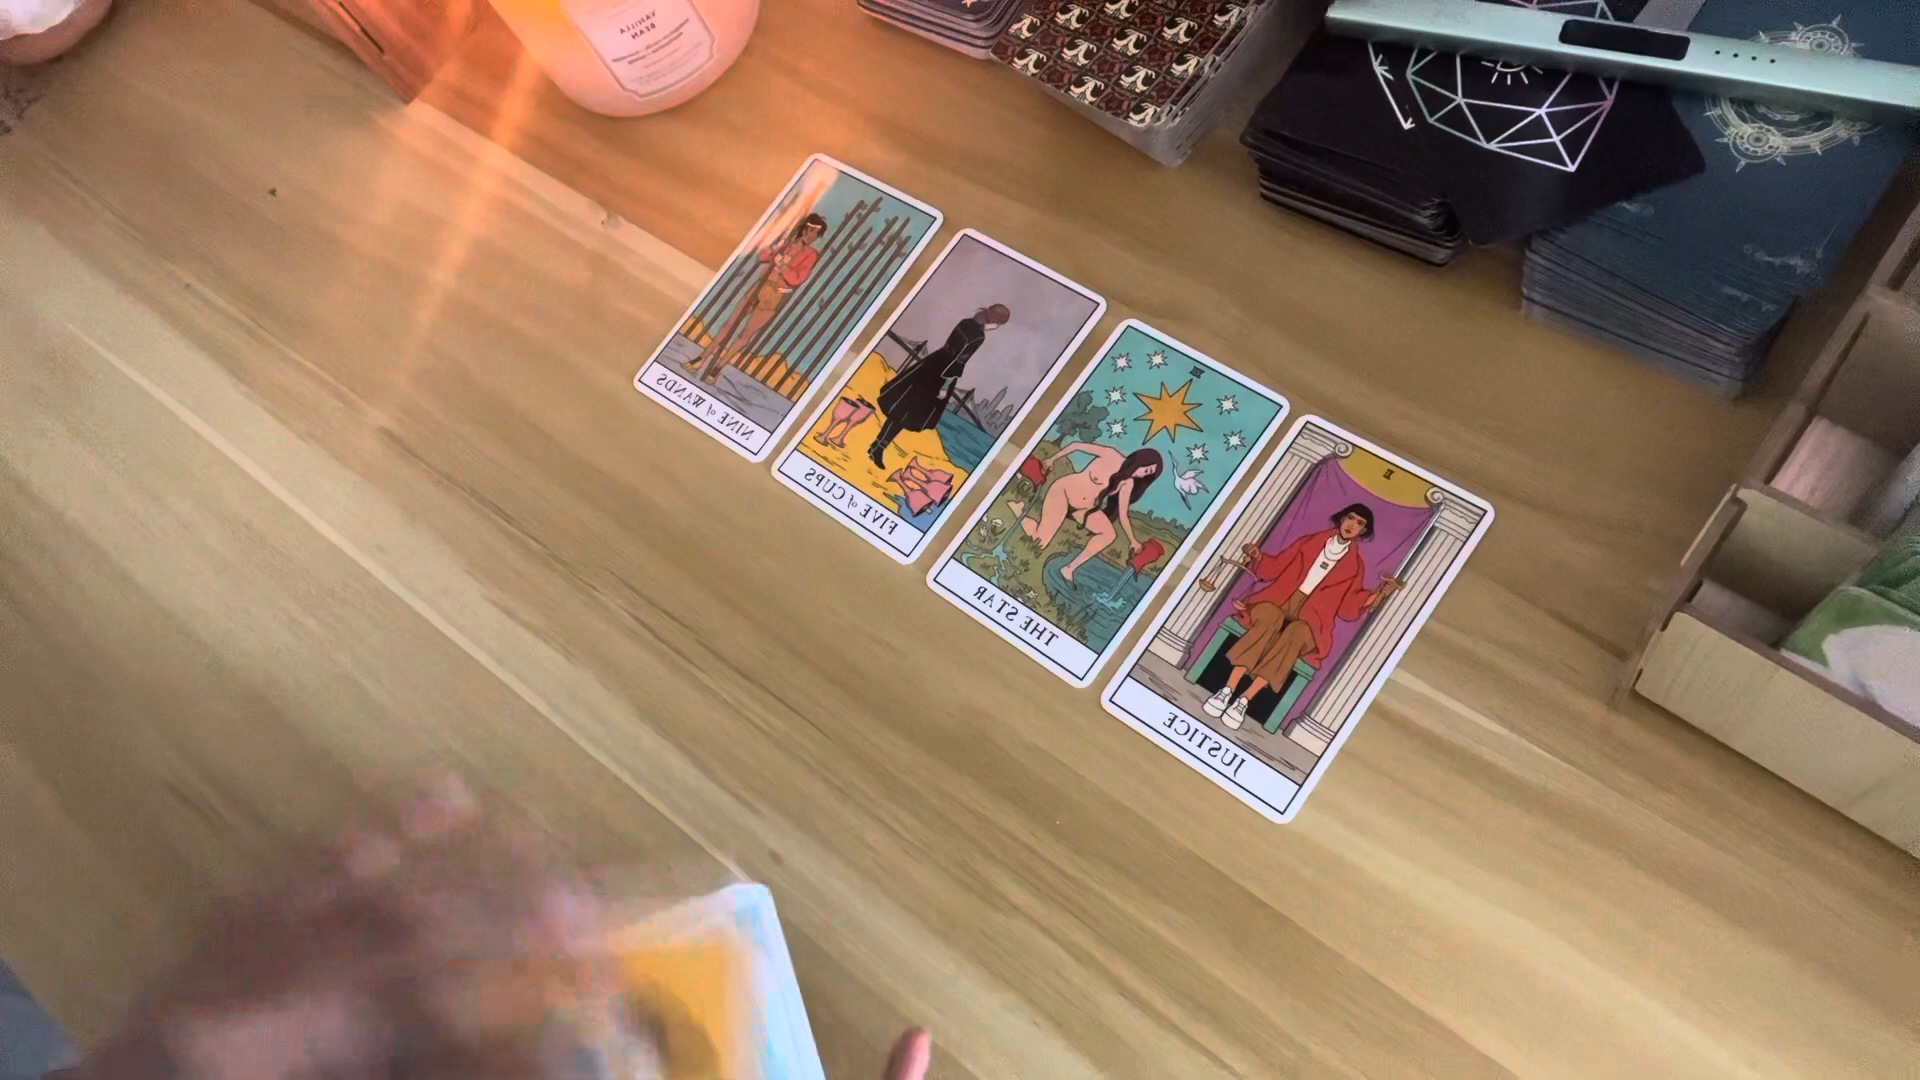 VANILLA
BEAN
NINE of WANDS
FIVE of CUPS
THE STAR
JUSTICE